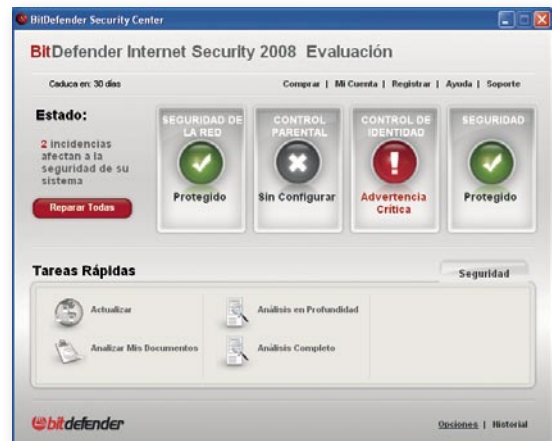 BitDefender Security Center
BitDefender Internet Security 2008 Evaluación
Caduca en: 30 días
Comprar | Mi Cuenta | Registrar | Ayuda | Soporte
Estado:
2 incidencias
afectan a la
seguridad de su
sistema
Reparar Todas
SEGURIDAD DE
LA RED
Protegido
CONTROL
PARENTAL
Sin Configurar
CONTROL DE
IDENTIDAD
Advertencia
Crítica
SEGURIDAD
Protegido
Tareas Rápidas
Seguridad
Actualizar
Análisis en Profundidad
Analizar Mis Documentos
Análisis Completo
bitdefender
Opciones | Historial